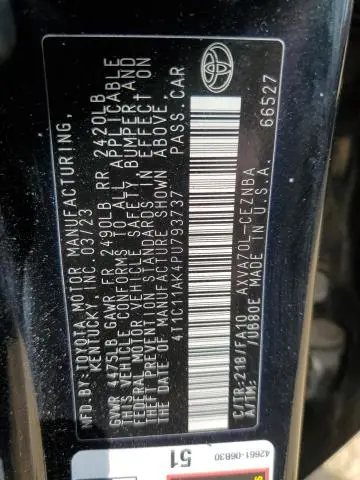 MFD. BY: TOYOTA MOTOR MANUFACTURING,
KENTUCKY, INC. 03/23
GVWR 4475LB GAWR FR 2490LB RR 2420LB
THIS VEHICLE CONFORMS TO ALL APPLICABLE
FEDERAL MOTOR VEHICLE SAFETY, BUMPER AND
THEFT PREVENTION STANDARDS IN EFFECT ON
THE DATE OF MANUFACTURE SHOWN ABOVE.
4T1C11AK4PU793737 PASS. CAR
C/TR:218/FA10 AXVA70L-CEZNBA
A/TM: /UB80E MADE IN U.S.A. 66527
42661-06B30
51